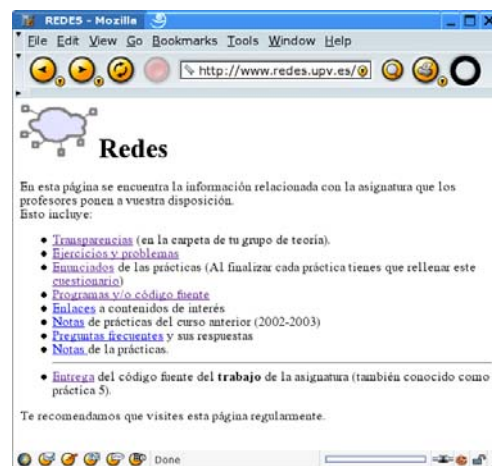 REDES - Mozilla
File Edit View Go Bookmarks Tools Window Help
http://www.redes.upv.es/
Redes
En esta página se encuentra la información relacionada con la asignatura que los
profesores ponen a vuestra disposición.
Esto incluye:
Transparencias (en la carpeta de tu grupo de teoría).
Ejercicios y problemas
Enunciados de las prácticas (Al finalizar cada práctica tienes que rellenar este
cuestionario)
Programas y/o código fuente
Enlaces a contenidos de interés
Notas de prácticas del curso anterior (2002-2003)
Preguntas frecuentes y sus respuestas
Notas de la prácticas.
Entrega del código fuente del trabajo de la asignatura (también conocido como
práctica 5).
Te recomendamos que visites esta página regularmente.
Done